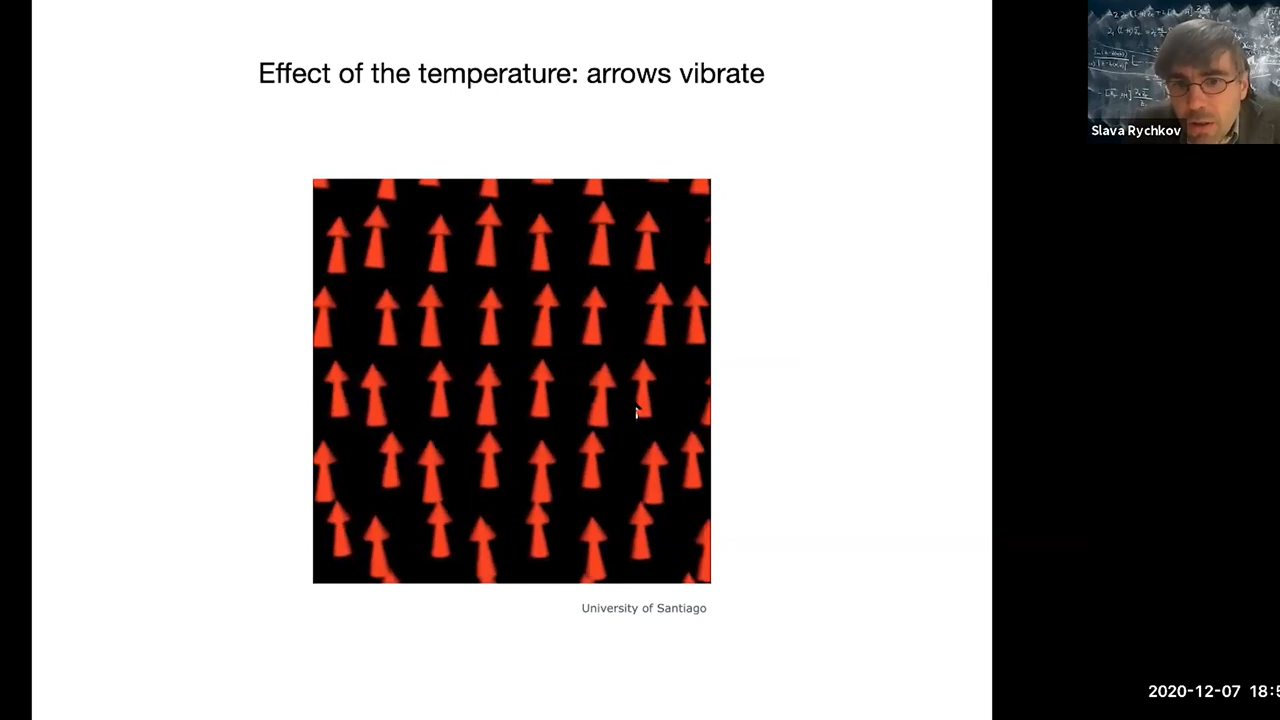 Effect of the temperature: arrows vibrate
Slava Rychkov
University of Santiago
2020-12-07 18:5